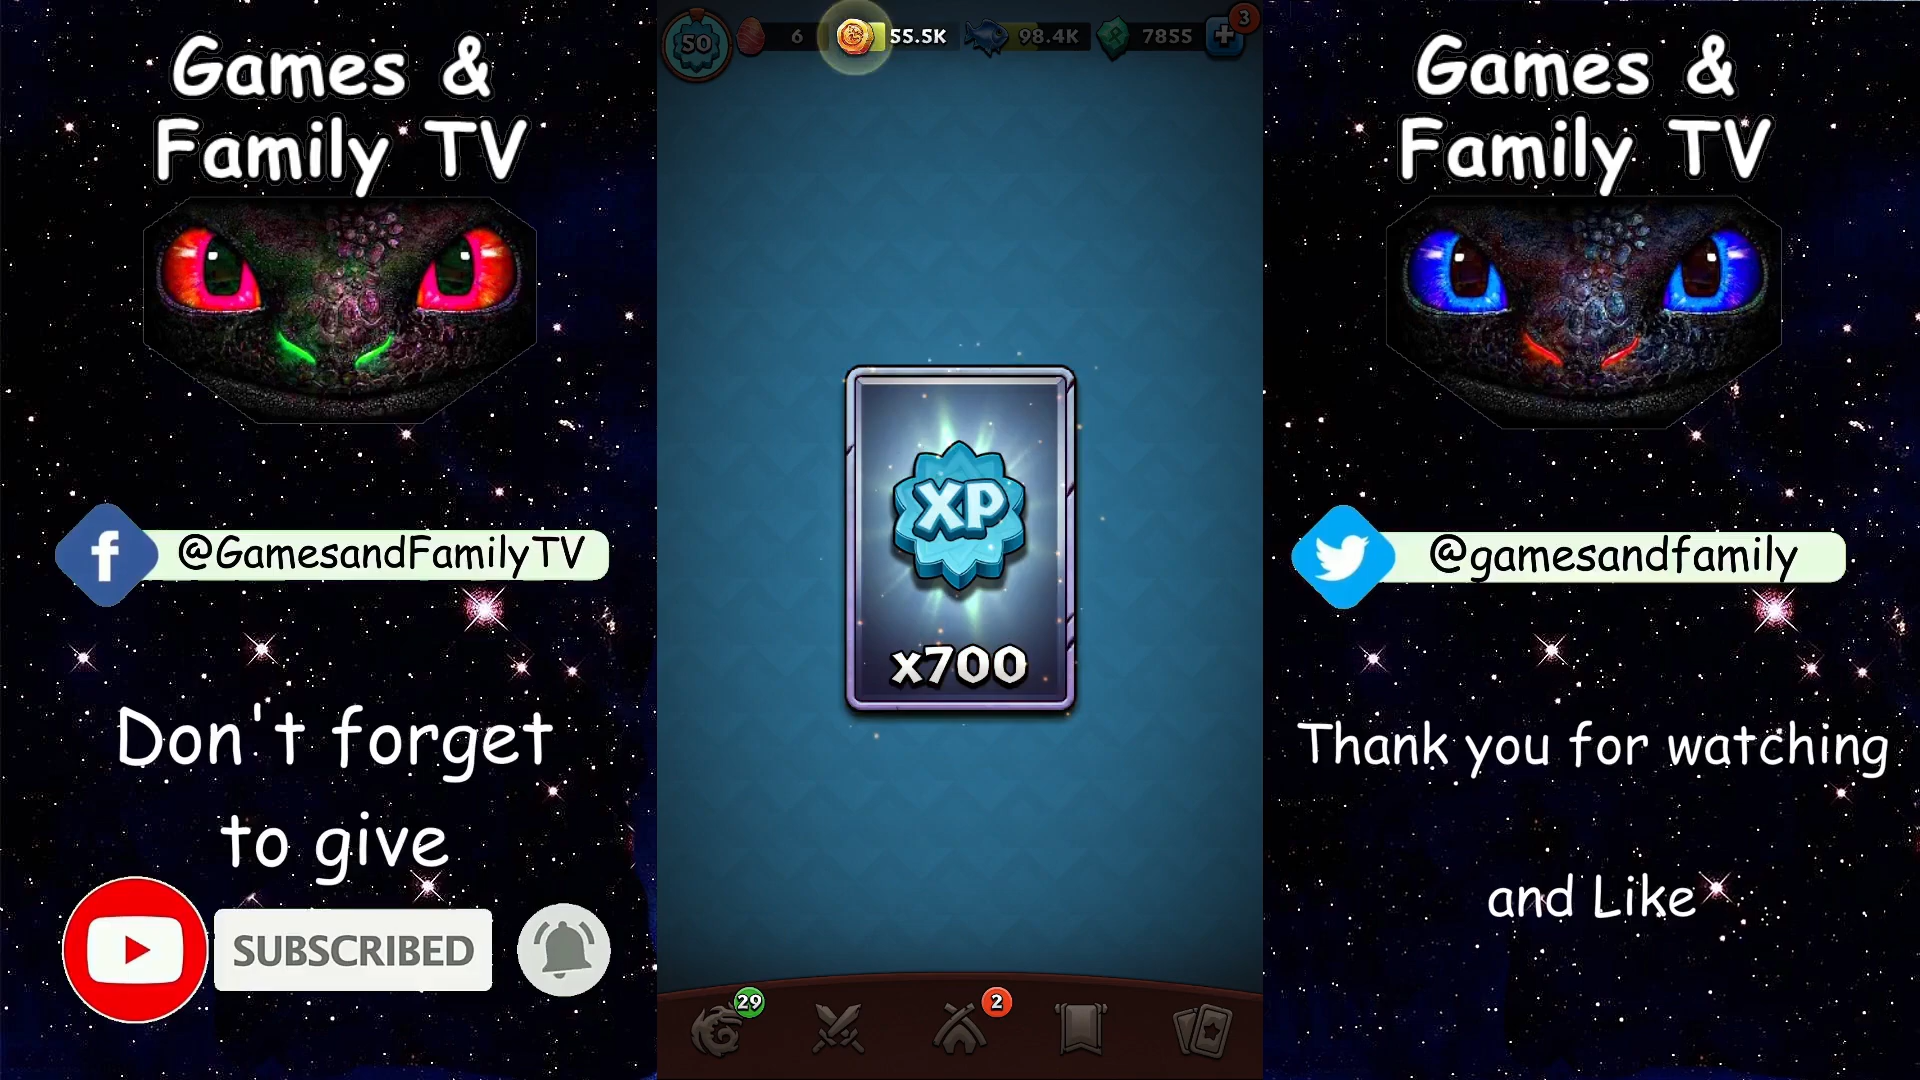 Games &
Family TV
@GamesandFamilyTV
Don't forget
to give
SUBSCRIBED
50
6
55.5K
98.4K
7855
3
XP
x700
29
2
Games &
Family TV
@gamesandfamily
Thank you for watching
and Like